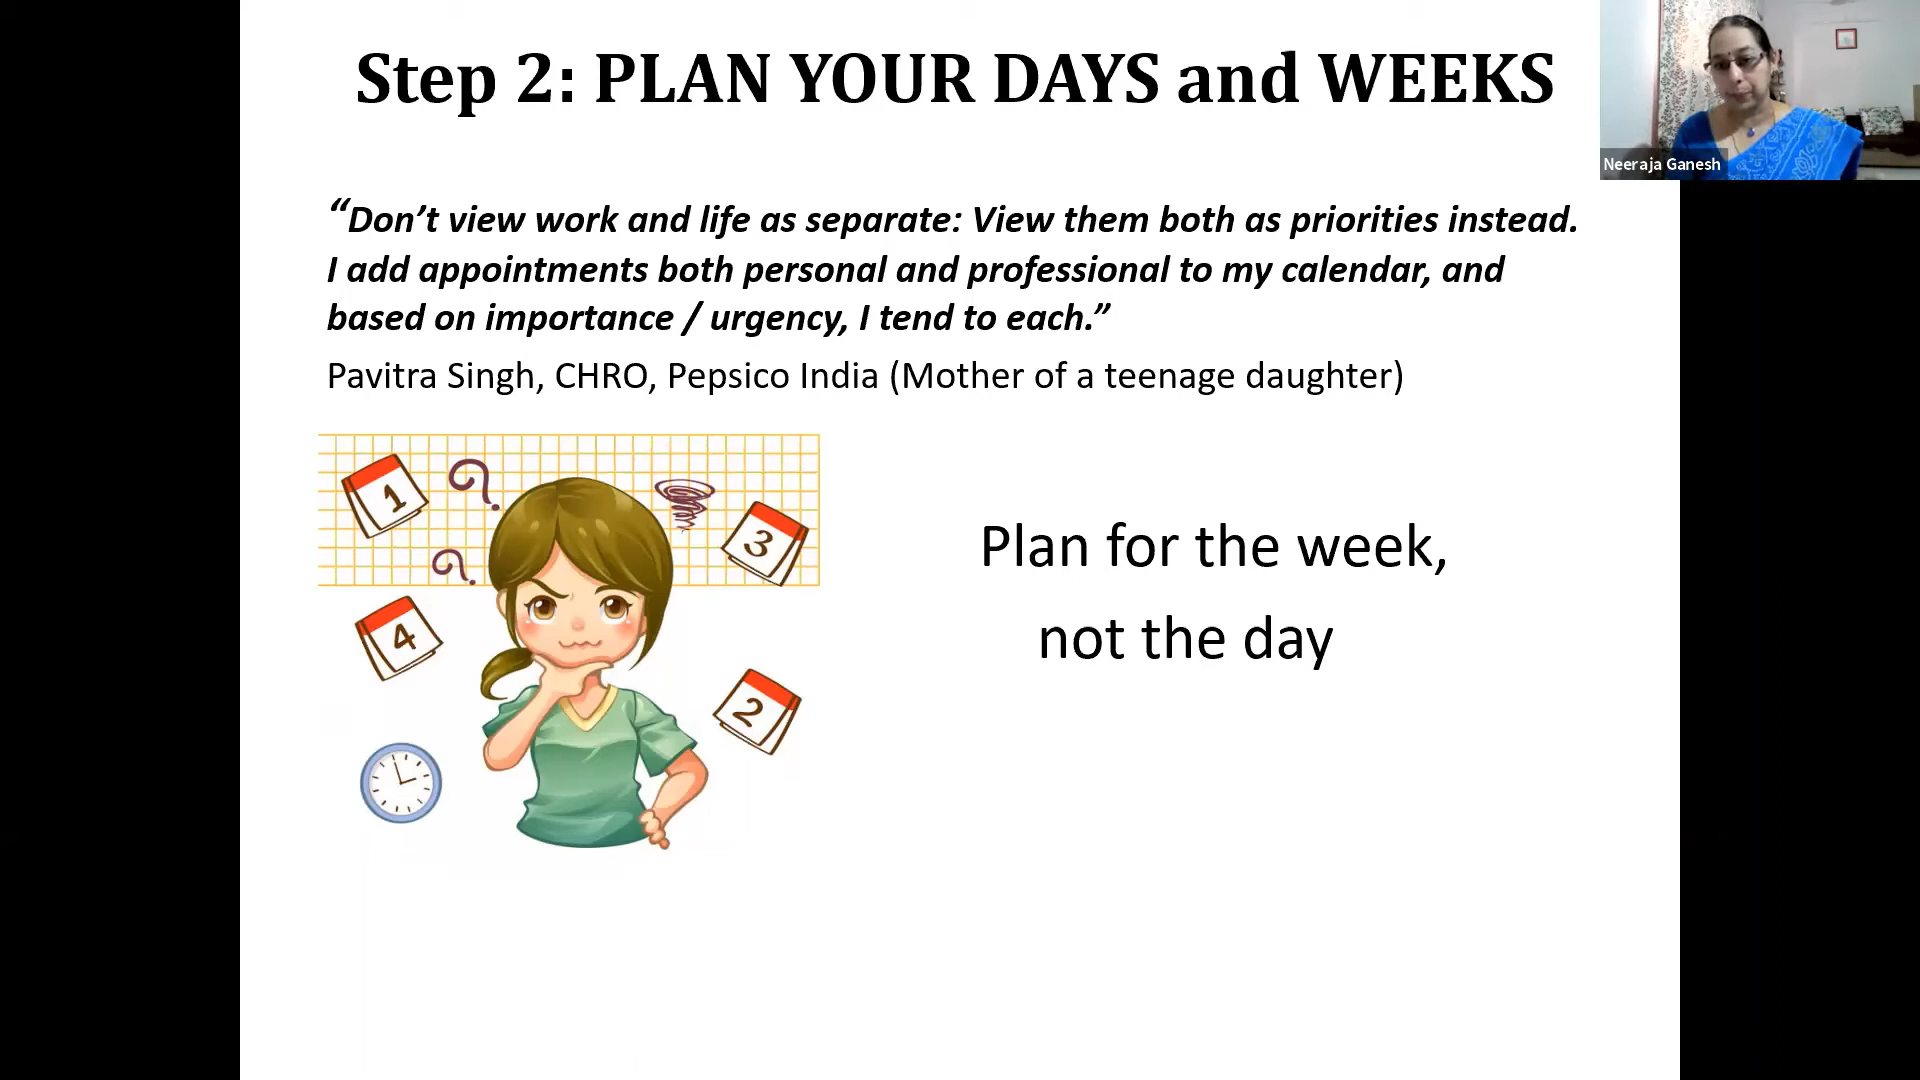 Step 2: PLAN YOUR DAYS and WEEKS
Neeraja Ganesh
“Don’t view work and life as separate: View them both as priorities instead.
I add appointments both personal and professional to my calendar, and
based on importance / urgency, I tend to each.”
Pavitra Singh, CHRO, Pepsico India (Mother of a teenage daughter)
1
?
3
?
4
2
Plan for the week,
not the day